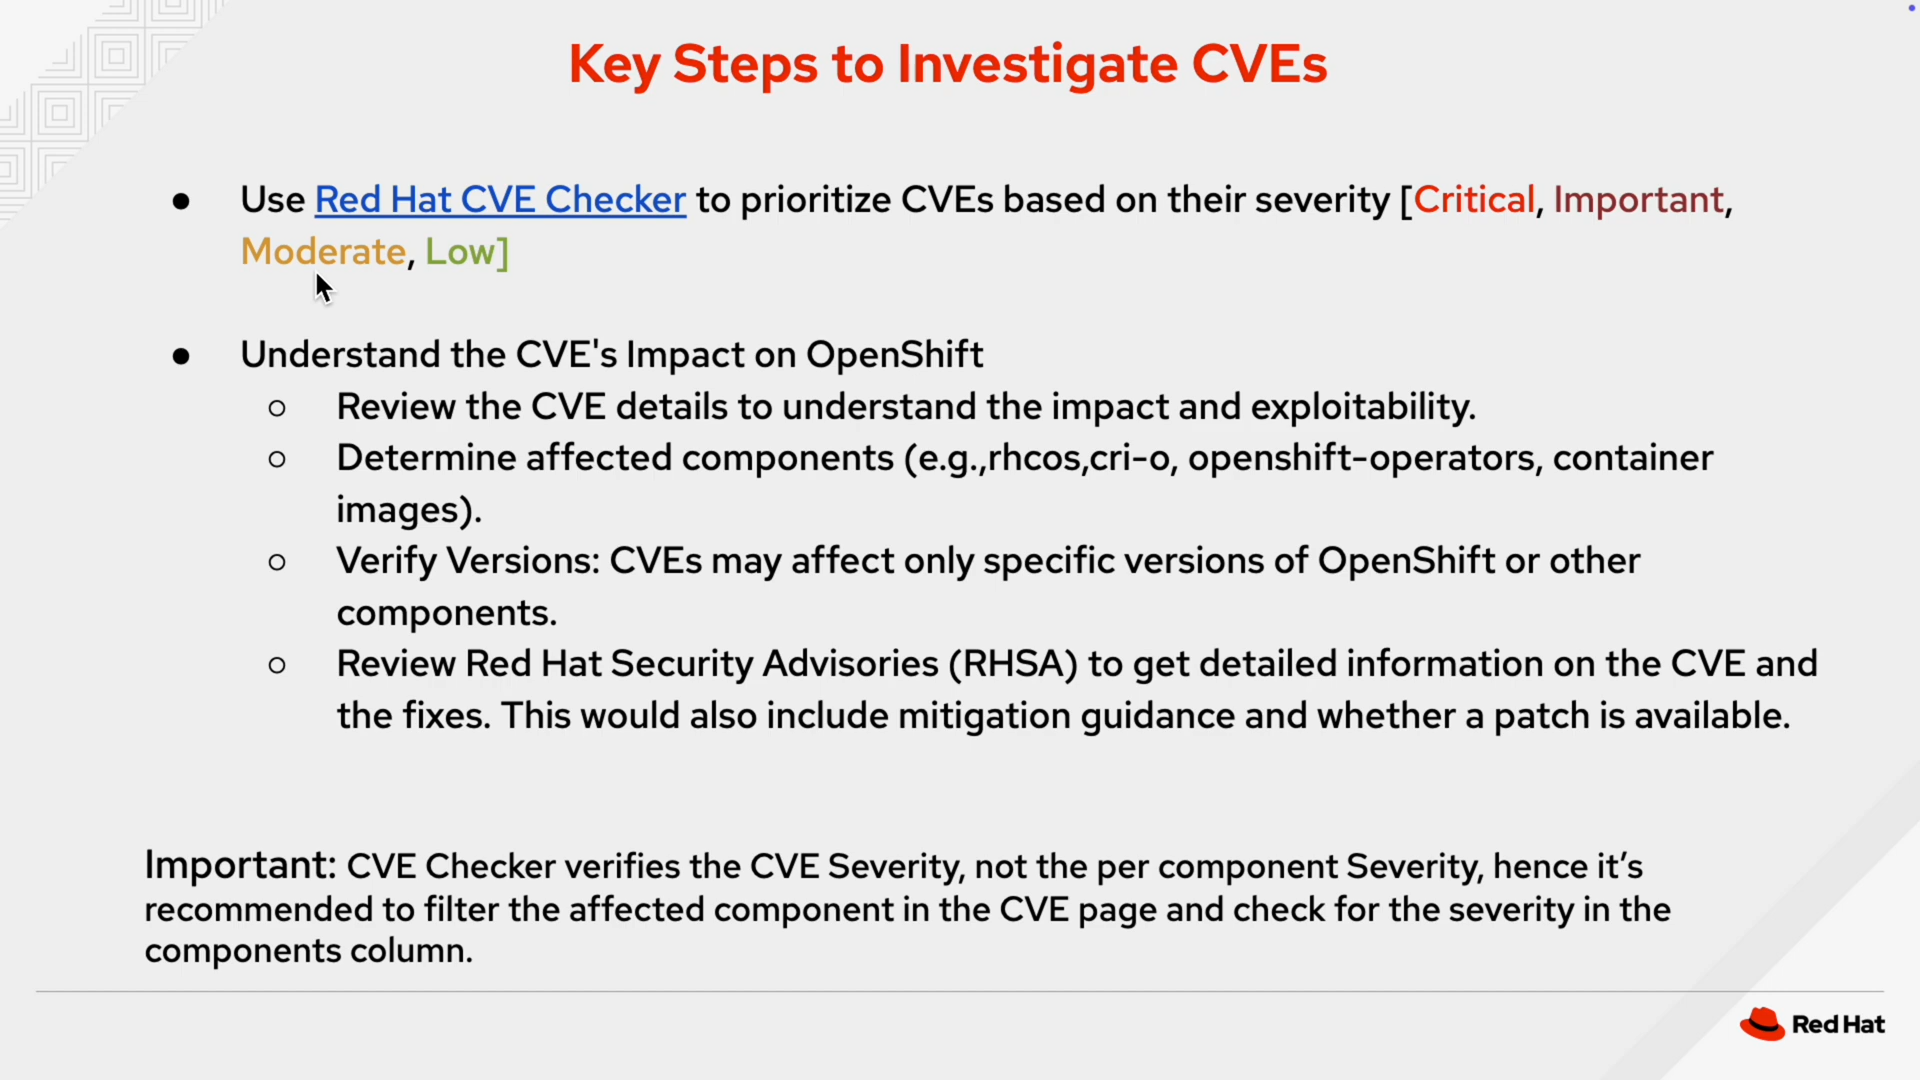 Key Steps to Investigate CVEs
● Use Red Hat CVE Checker to prioritize CVEs based on their severity [Critical, Important,
Moderate, Low]
● Understand the CVE's Impact on OpenShift
○ Review the CVE details to understand the impact and exploitability.
○ Determine affected components (e.g.,rhcos,cri-o, openshift-operators, container
images).
○ Verify Versions: CVEs may affect only specific versions of OpenShift or other
components.
○ Review Red Hat Security Advisories (RHSA) to get detailed information on the CVE and
the fixes. This would also include mitigation guidance and whether a patch is available.
Important: CVE Checker verifies the CVE Severity, not the per component Severity, hence it’s
recommended to filter the affected component in the CVE page and check for the severity in the
components column.
Red Hat